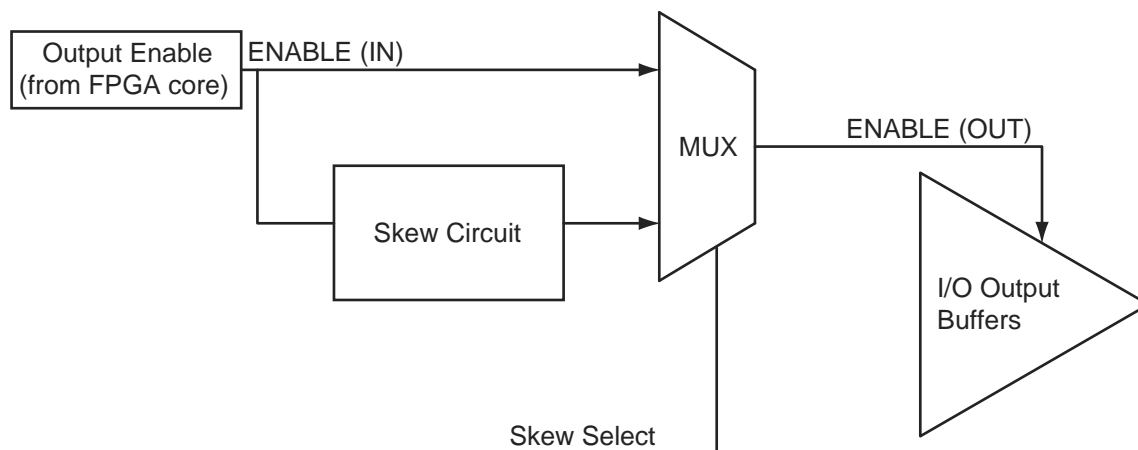 Output Enable
(from FPGA core)
ENABLE (IN)
MUX
ENABLE (OUT)
Skew Circuit
I/O Output
Buffers
Skew Select